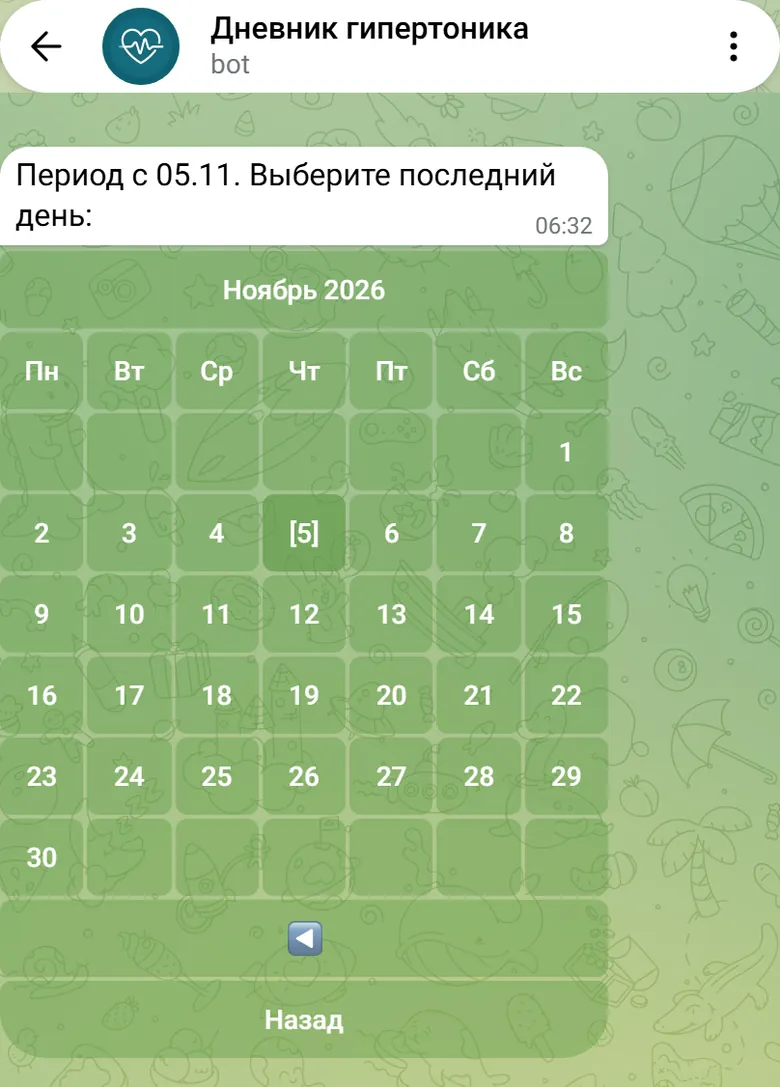 Дневник гипертоника
bot
Период с 05.11. Выберите последний
день:
06:32
Ноябрь 2026
Пн Вт Ср Чт Пт Сб Вс
1
2 3 4 [5] 6 7 8
9 10 11 12 13 14 15
16 17 18 19 20 21 22
23 24 25 26 27 28 29
30
Назад